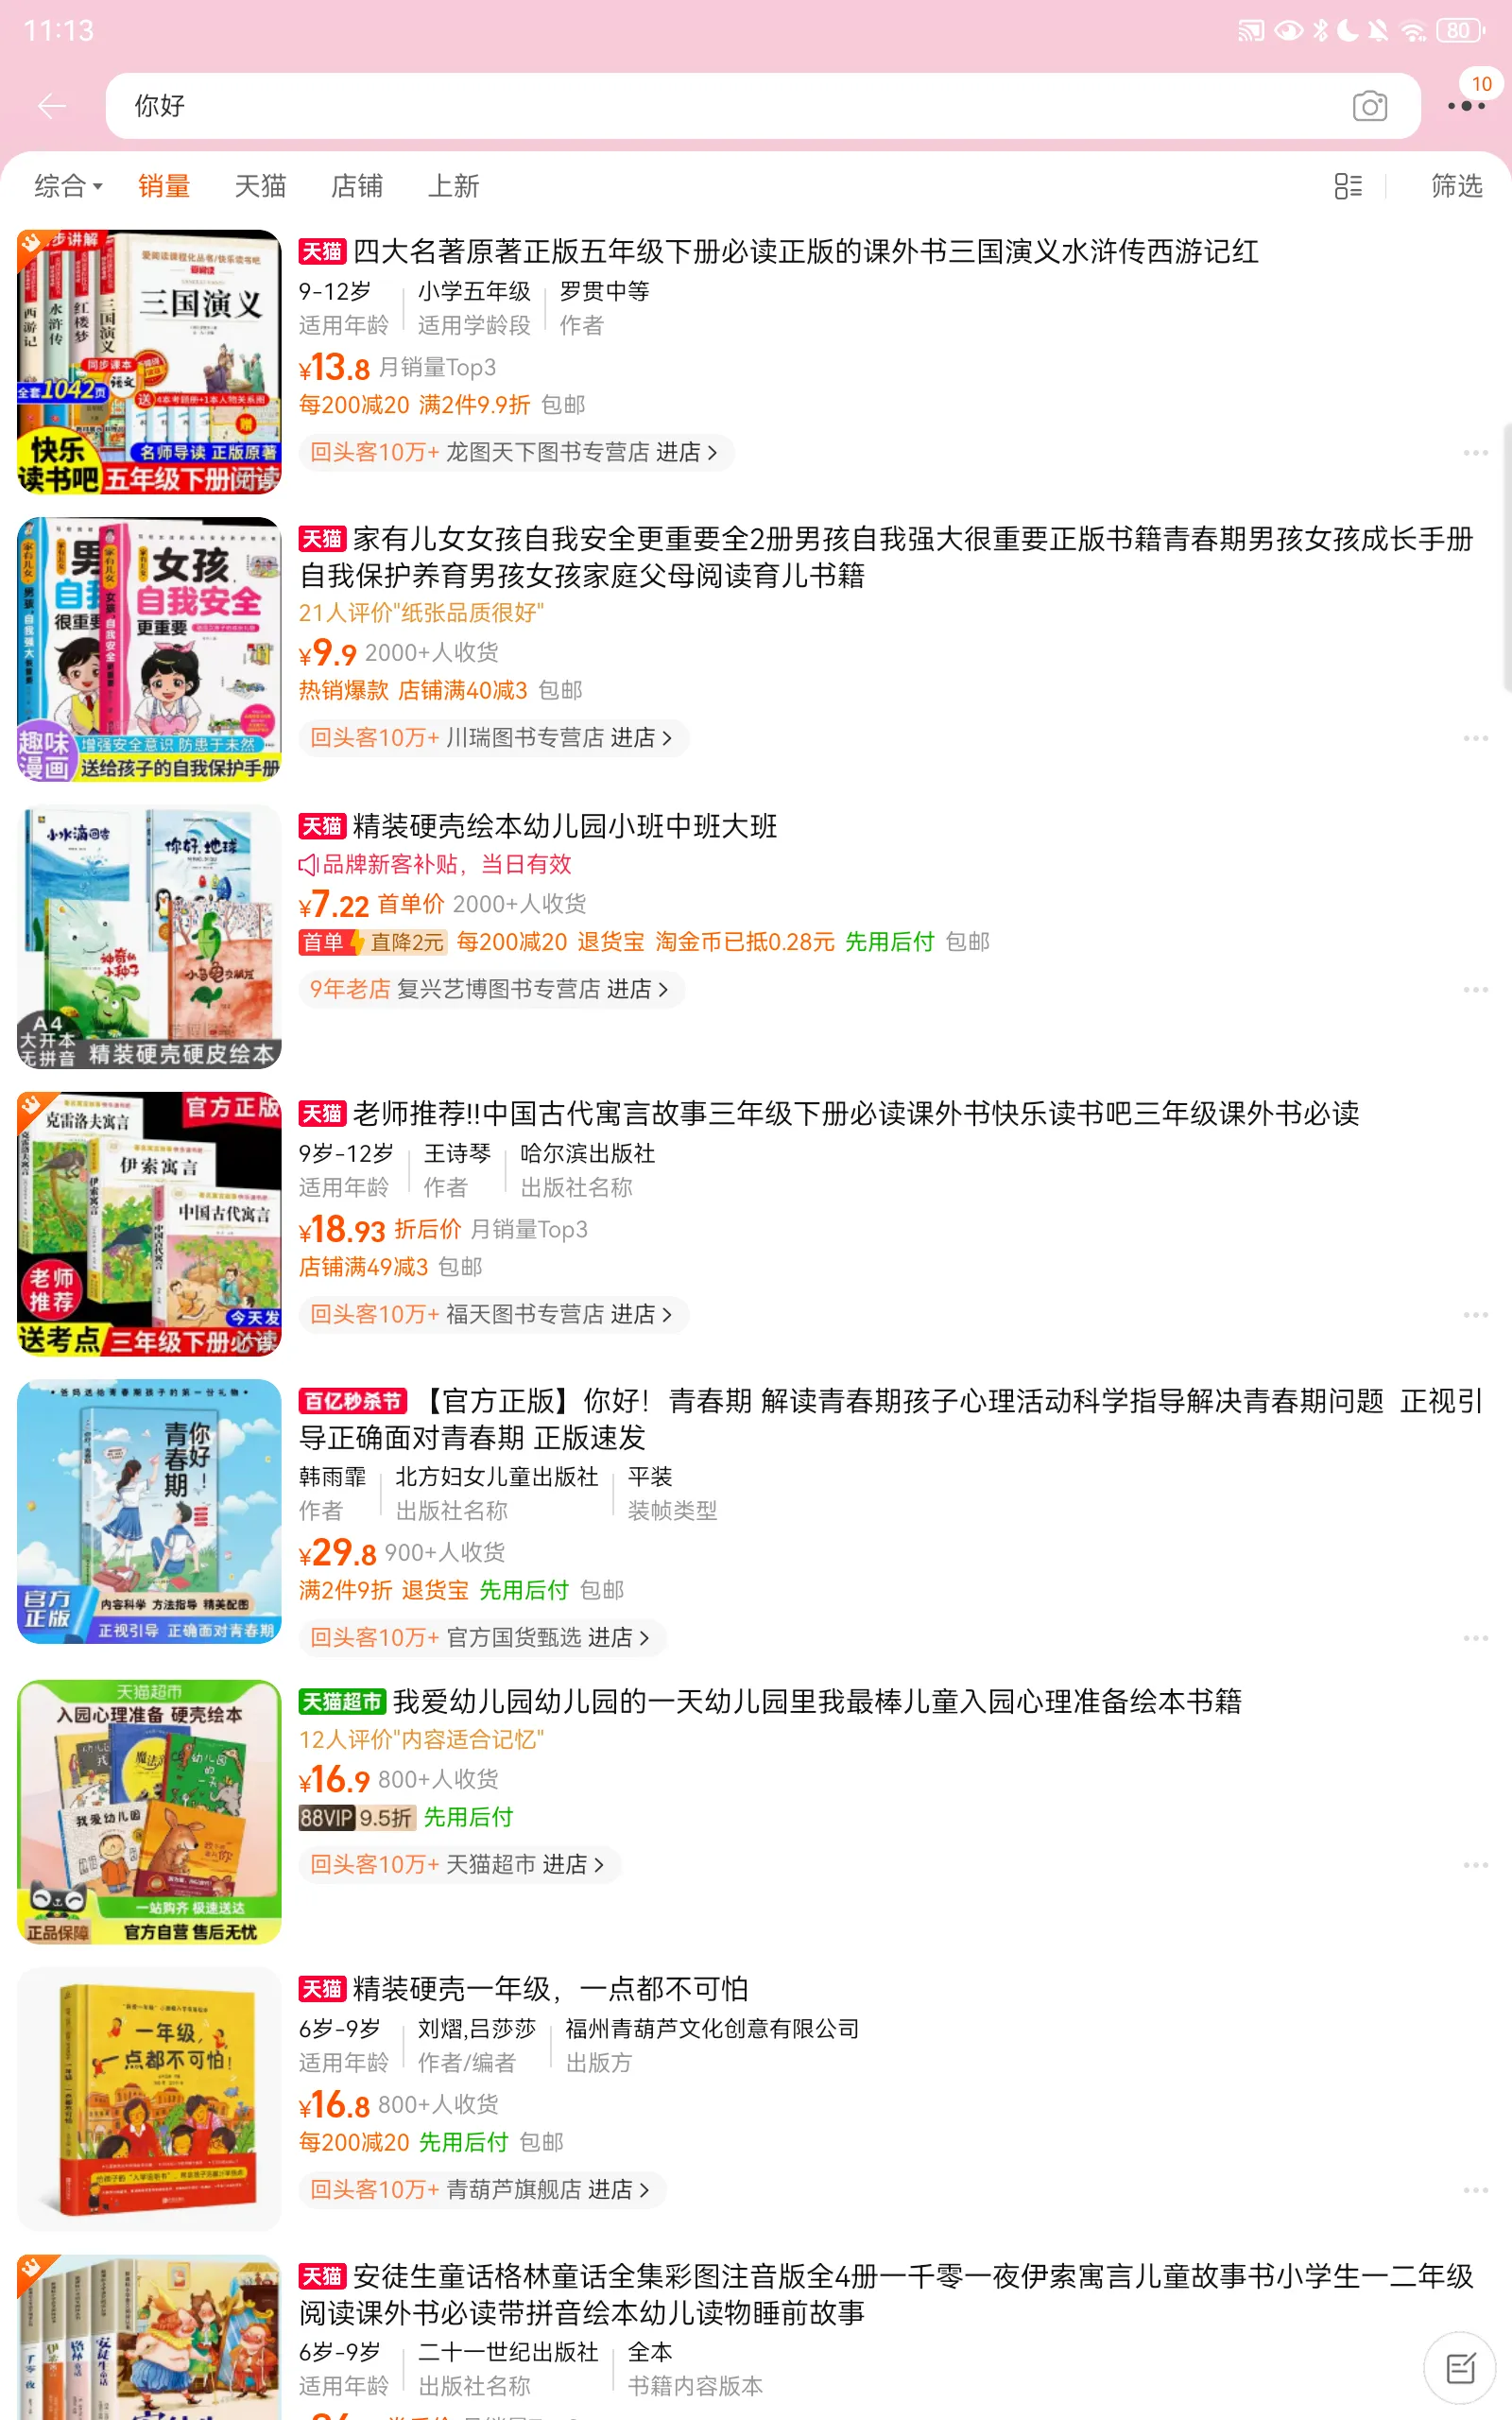 11:13
80
你好
10
综合 销量 天猫 店铺 上新 筛选
天猫 四大名著原著正版五年级下册必读正版的课外书三国演义水浒传西游记红
9-12岁 小学五年级 罗贯中等
适用年龄 适用学龄段 作者
¥13.8 月销量Top3
每200减20 满2件9.9折 包邮
回头客10万+ 龙图天下图书专营店 进店
步讲解
爱阅读课程化丛书/快乐读书吧
三国演义
西游记 水浒传 红楼梦 三国演义
同步课本
语文
全套1042页
送4本考题册+1本人物关系图
赠
快乐读书吧
名师导读 正版原著
五年级下册阅读
天猫 家有儿女女孩自我安全更重要全2册男孩自我强大很重要正版书籍青春期男孩女孩成长手册
自我保护养育男孩女孩家庭父母阅读育儿书籍
21人评价"纸张品质很好"
¥9.9 2000+人收货
热销爆款 店铺满40减3 包邮
回头客10万+ 川瑞图书专营店 进店
女孩,
自我安全
更重要
很重要
趣味漫画
增强安全意识 防患于未然
送给孩子的自我保护手册
天猫 精装硬壳绘本幼儿园小班中班大班
品牌新客补贴，当日有效
¥7.22 首单价 2000+人收货
首单 直降2元 每200减20 退货宝 淘金币已抵0.28元 先用后付 包邮
9年老店 复兴艺博图书专营店 进店
小水滴回家
你好,地球
神奇的小种子
小乌龟交朋友
A4
大开本
无拼音
精装硬壳硬皮绘本
天猫 老师推荐!!中国古代寓言故事三年级下册必读课外书快乐读书吧三年级课外书必读
9岁-12岁 王诗琴 哈尔滨出版社
适用年龄 作者 出版社名称
¥18.93 折后价 月销量Top3
店铺满49减3 包邮
回头客10万+ 福天图书专营店 进店
官方正版
克雷洛夫寓言
伊索寓言
中国古代寓言
老师推荐
今天发
送考点
三年级下册必读
百亿秒杀节 【官方正版】你好！青春期 解读青春期孩子心理活动科学指导解决青春期问题 正视引
导正确面对青春期 正版速发
韩雨霏 北方妇女儿童出版社 平装
作者 出版社名称 装帧类型
¥29.8 900+人收货
满2件9折 退货宝 先用后付 包邮
回头客10万+ 官方国货甄选 进店
爸妈送给青春期孩子的第一份礼物
你好！青春期
官方正版
内容科学 方法指导 精美配图
正视引导 正确面对青春期
天猫超市 我爱幼儿园幼儿园的一天幼儿园里我最棒儿童入园心理准备绘本书籍
12人评价"内容适合记忆"
¥16.9 800+人收货
88VIP 9.5折 先用后付
回头客10万+ 天猫超市 进店
天猫超市
入园心理准备 硬壳绘本
幼儿园的一天
我爱幼儿园
一站购齐 极速送达
正品保障
官方自营 售后无忧
天猫 精装硬壳一年级，一点都不可怕
6岁-9岁 刘熠,吕莎莎 福州青葫芦文化创意有限公司
适用年龄 作者/编者 出版方
¥16.8 800+人收货
每200减20 先用后付 包邮
回头客10万+ 青葫芦旗舰店 进店
一年级,
一点都不可怕!
天猫 安徒生童话格林童话全集彩图注音版全4册一千零一夜伊索寓言儿童故事书小学生一二年级
阅读课外书必读带拼音绘本幼儿读物睡前故事
6岁-9岁 二十一世纪出版社 全本
适用年龄 出版社名称 书籍内容版本